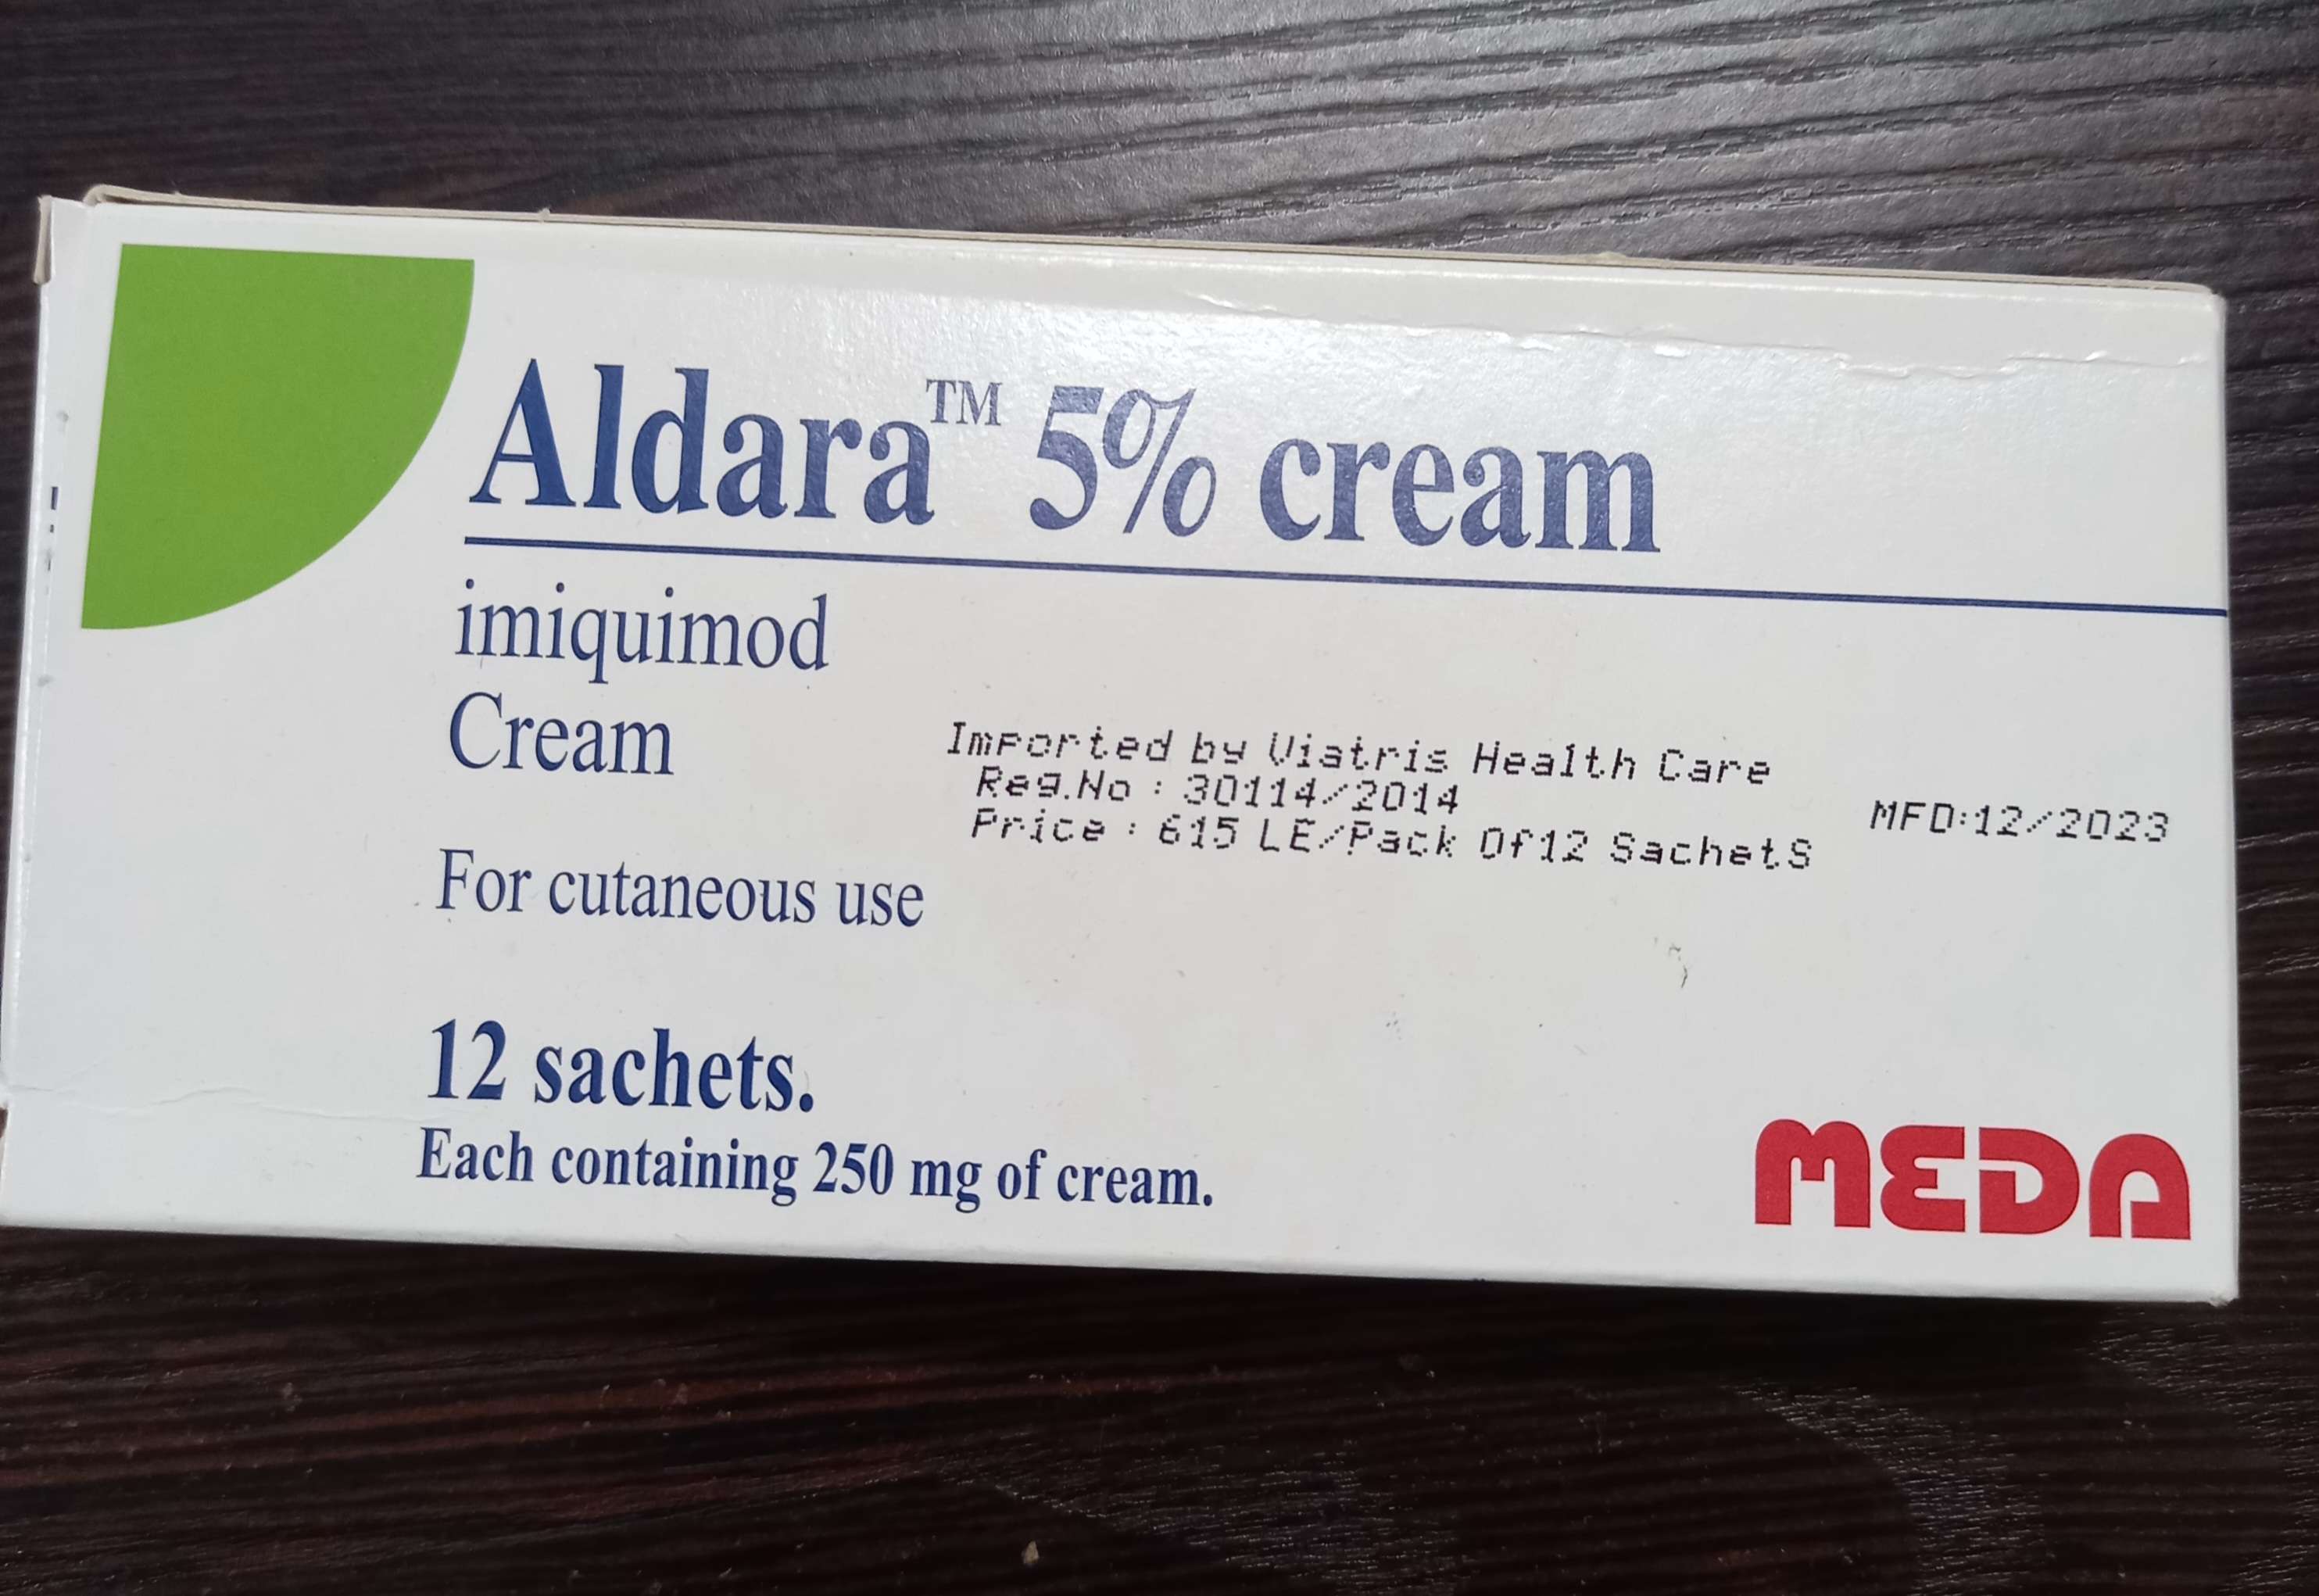 Aldara™ 5% cream
imiquimod
Cream
Imported by Viatris Health Care
Reg.No : 30114/2014
Price : 615 LE/Pack Of12 SachetS
MFD:12/2023
For cutaneous use
12 sachets.
Each containing 250 mg of cream.
MEDA